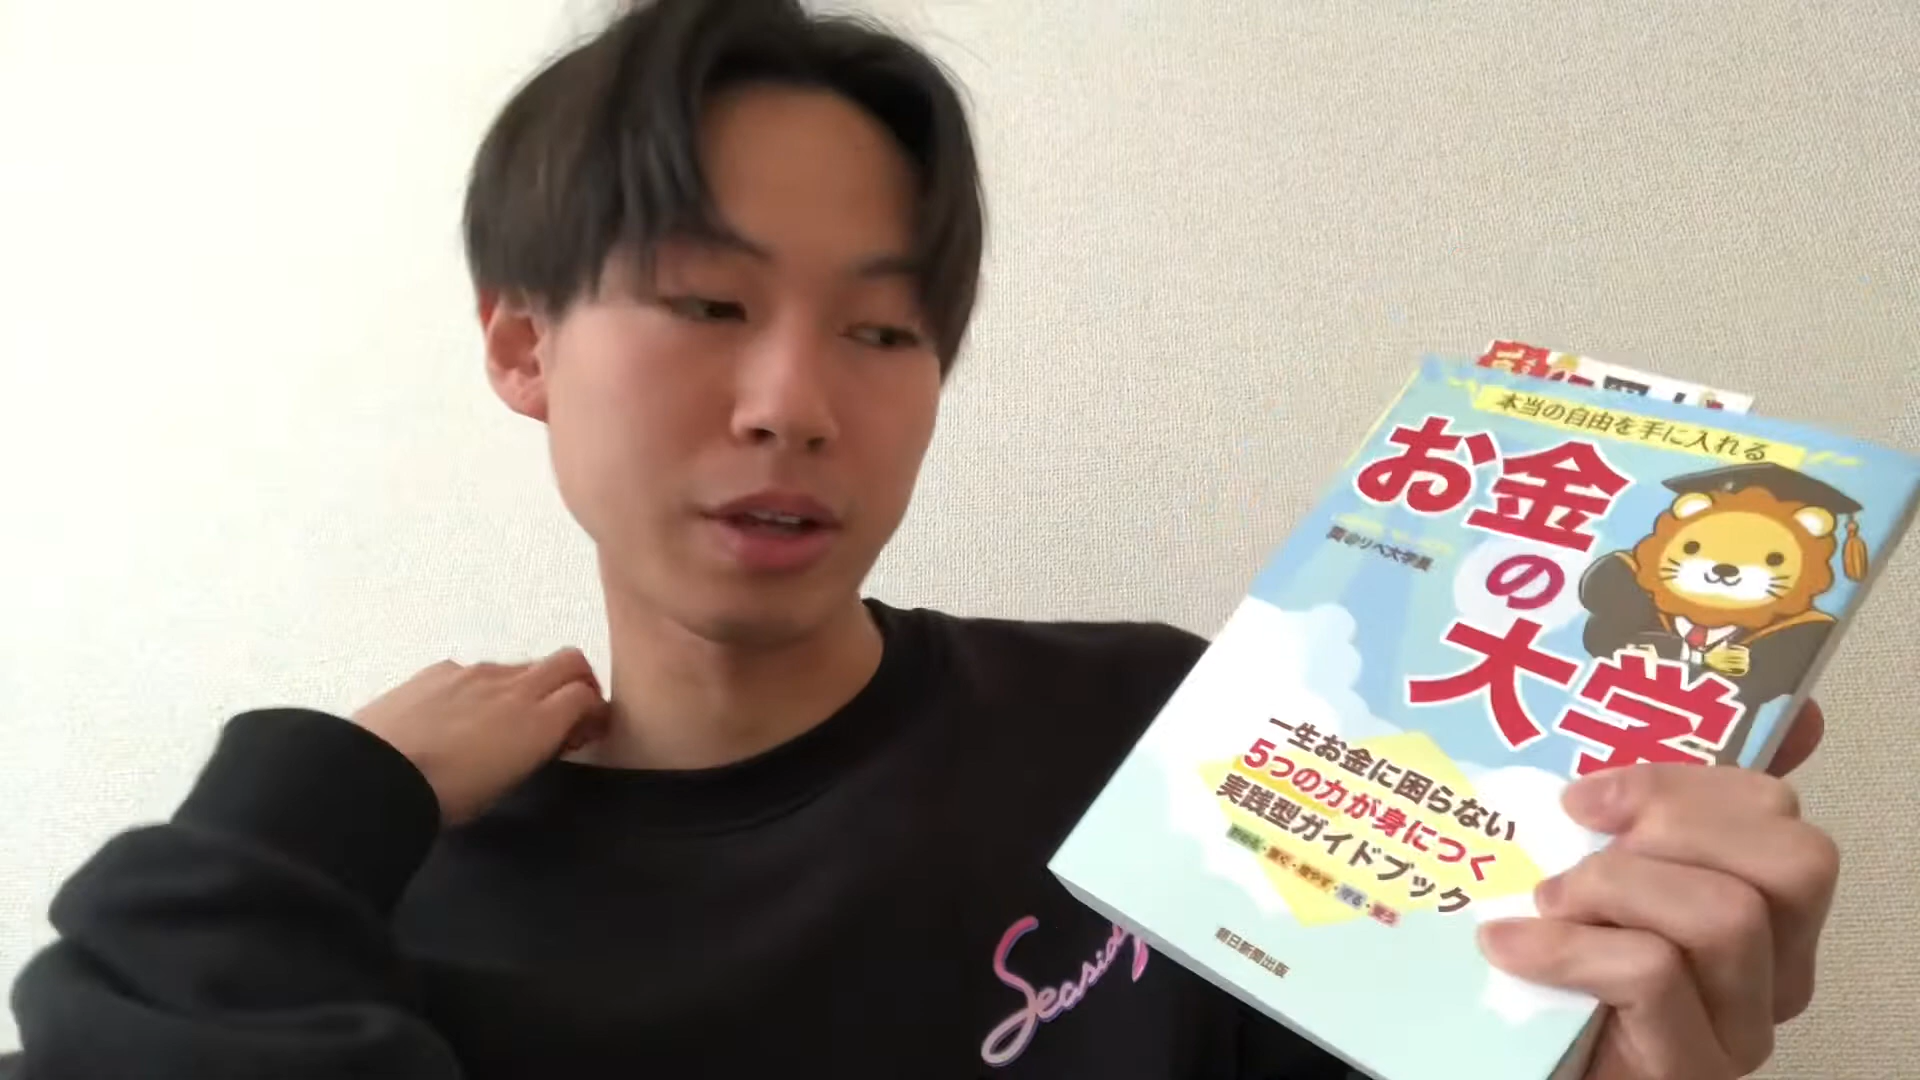 本当の自由を手に入れる
お金
の
大学
両@リベ大学長
一生お金に困らない
5つの力が身につく
実践型ガイドブック
貯める・稼ぐ・増やす・守る・使う
朝日新聞出版